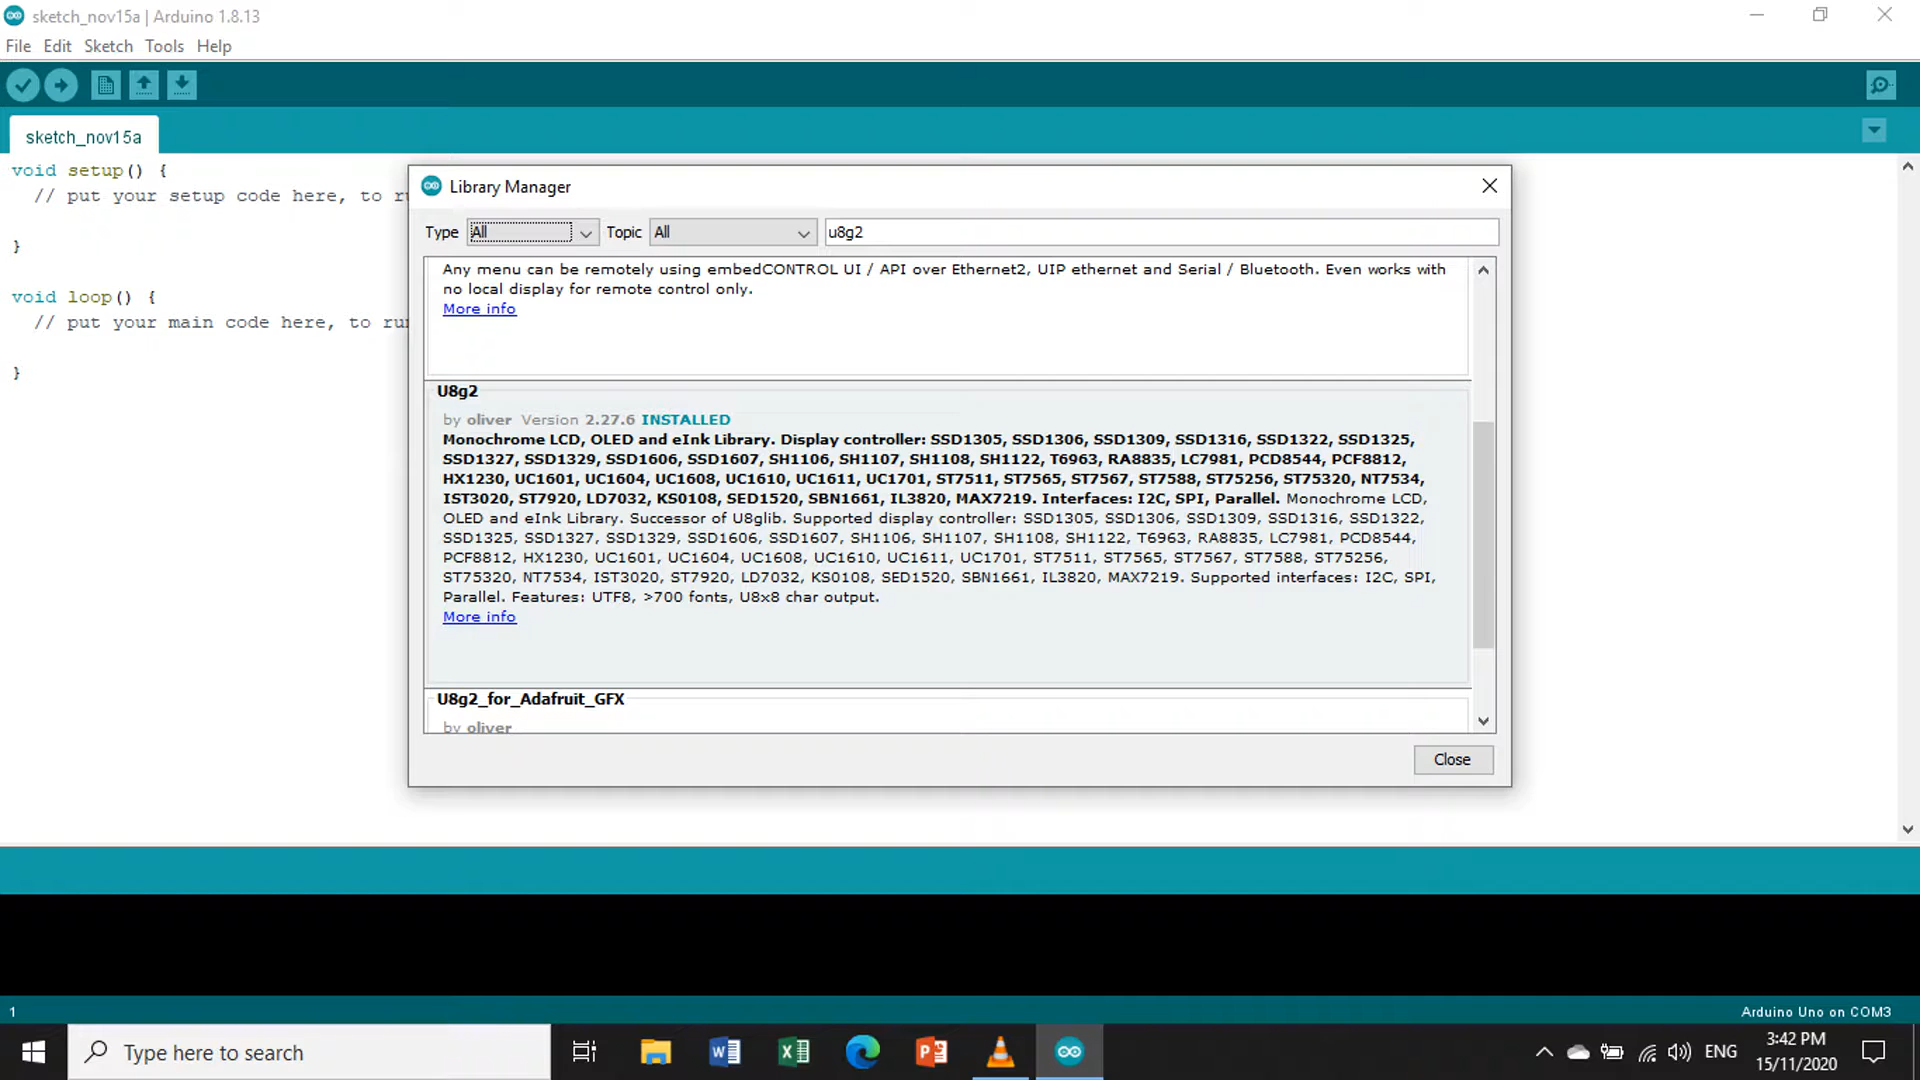 sketch_nov15a | Arduino 1.8.13
File Edit Sketch Tools Help
sketch_nov15a
void setup() {
// put your setup code here, to ru
}
void loop() {
// put your main code here, to run
}
Library Manager
Type All Topic All u8g2
Any menu can be remotely using embedCONTROL UI / API over Ethernet2, UIP ethernet and Serial / Bluetooth. Even works with
no local display for remote control only.
More info
U8g2
by oliver Version 2.27.6 INSTALLED
Monochrome LCD, OLED and eInk Library. Display controller: SSD1305, SSD1306, SSD1309, SSD1316, SSD1322, SSD1325,
SSD1327, SSD1329, SSD1606, SSD1607, SH1106, SH1107, SH1108, SH1122, T6963, RA8835, LC7981, PCD8544, PCF8812,
HX1230, UC1601, UC1604, UC1608, UC1610, UC1611, UC1701, ST7511, ST7565, ST7567, ST7588, ST75256, ST75320, NT7534,
IST3020, ST7920, LD7032, KS0108, SED1520, SBN1661, IL3820, MAX7219. Interfaces: I2C, SPI, Parallel. Monochrome LCD,
OLED and eInk Library. Successor of U8glib. Supported display controller: SSD1305, SSD1306, SSD1309, SSD1316, SSD1322,
SSD1325, SSD1327, SSD1329, SSD1606, SSD1607, SH1106, SH1107, SH1108, SH1122, T6963, RA8835, LC7981, PCD8544,
PCF8812, HX1230, UC1601, UC1604, UC1608, UC1610, UC1611, UC1701, ST7511, ST7565, ST7567, ST7588, ST75256,
ST75320, NT7534, IST3020, ST7920, LD7032, KS0108, SED1520, SBN1661, IL3820, MAX7219. Supported interfaces: I2C, SPI,
Parallel. Features: UTF8, >700 fonts, U8x8 char output.
More info
U8g2_for_Adafruit_GFX
by oliver
Close
1
Arduino Uno on COM3
Type here to search
ENG
3:42 PM
15/11/2020